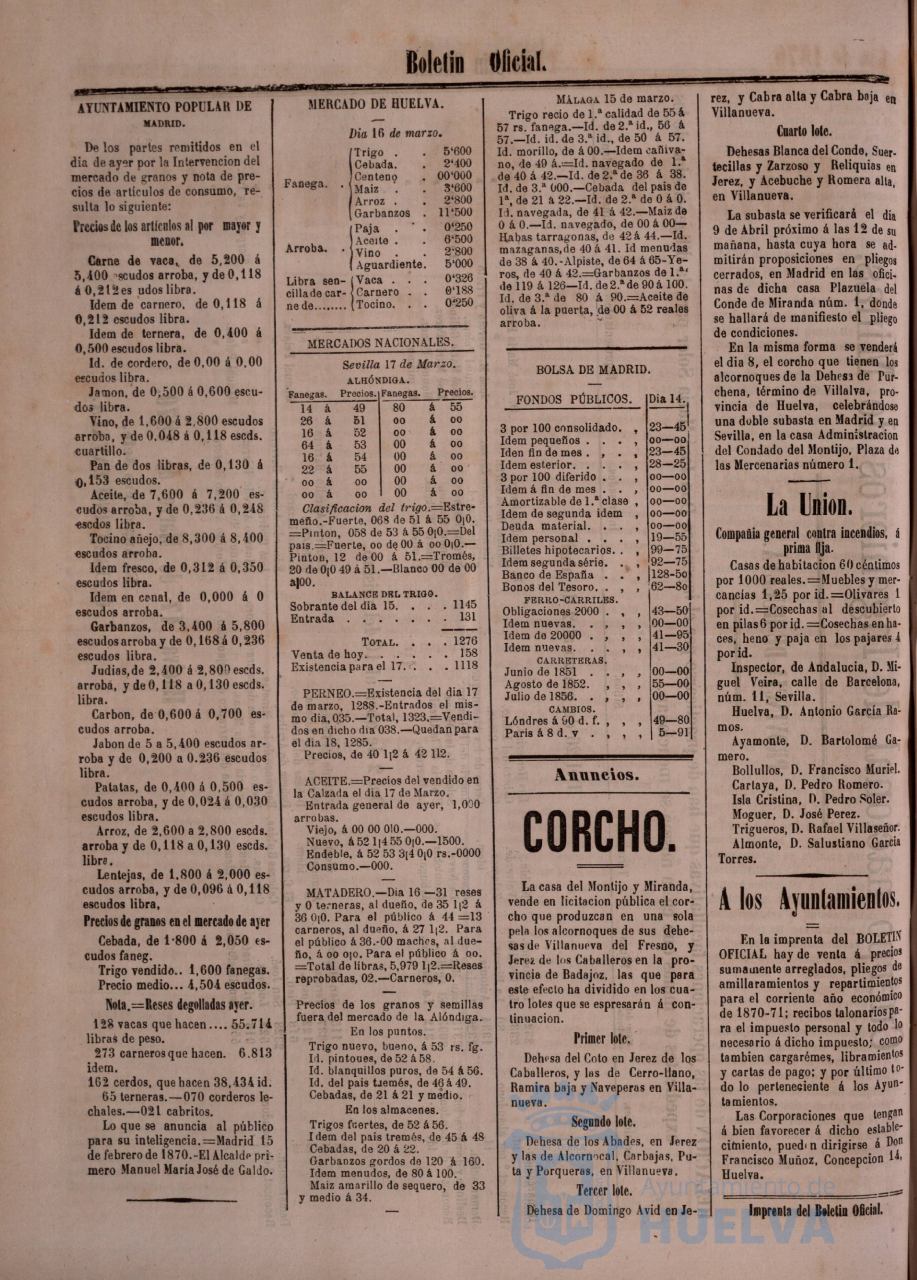 Boletin Oficial.
AYUNTAMIENTO POPULAR DE
MADRID.
De los partes remitidos en el
dia de ayer por la Intervencion del
mercado de granos y nota de pre-
cios de articulos de consumo, re-
sulta lo siguiente:
Precios de los artículos al por mayor y
menor.
Carne de vaca, de 5,200 á
5,400 escudos arroba, y de 0,118
á 0,212 es udos libra.
Idem de carnero, de 0,118 á
0,212 escudos libra.
Idem de ternera, de 0,400 á
0,500 escudos libra.
Id. de cordero, de 0,00 á 0,00
escudos libra.
Jamon, de 0,500 á 0,600 escu-
dos libra.
Vino, de 1,600 á 2,800 escudos
arroba, y de 0,048 á 0,118 escds.
cuartillo.
Pan de dos libras, de 0,130 á
0,153 escudos.
Aceite, de 7,600 á 7,200 es-
cudos arroba, y de 0,236 á 0,248
escdos libra.
Tocino añejo, de 8,300 á 8,400
escudos arroba.
Idem fresco, de 0,312 á 0,350
escudos libra.
Idem en cenal, de 0,000 á 0
escudos arroba.
Garbanzos, de 3,400 á 5,800
escudos arroba y de 0,168 á 0,236
escudos libra.
Judias, de 2,400 á 2,800 escds.
arroba, y de 0,118 a 0,130 escds.
libra.
Carbon, de 0,600 á 0,700 es-
cudos arroba.
Jabon de 5 a 5,400 escudos ar-
roba y de 0,200 a 0.236 escudos
libra.
Patatas, de 0,400 á 0,500 es-
cudos arroba, y de 0,024 á 0,030
escudos libra.
Arroz, de 2,600 a 2,800 escds.
arroba y de 0,118 a 0,130 escds.
libra.
Lentejas, de 1,800 á 2,000 es-
cudos arroba, y de 0,096 á 0,118
escudos libra,
Precios de granos en el mercado de ayer
Cebada, de 1·800 á 2,050 es-
cudos faneg.
Trigo vendido.. 1,600 fanegas.
Precio medio... 4,504 escudos.
Nota.=Reses degolladas ayer.
128 vacas que hacen.... 55.714
libras de peso.
273 carneros que hacen. 6.813
idem.
162 cerdos, que hacen 38,434 id.
65 terneras.—070 corderos le-
chales.—021 cabritos.
Lo que se anuncia al público
para su inteligencia.=Madrid 15
de febrero de 1870.-El Alcalde pri-
mero Manuel María José de Galdo.
MERCADO DE HUELVA.
Dia 16 de marzo.
Fanega. .
Trigo . . 5'600
Cebada. . 2'400
Centeno . 00'000
Maiz . . 3'600
Arroz . . 2'800
Garbanzos . 11'500
Arroba. .
Paja . . 0'250
Aceite . . 6'500
Vino . . 2'800
Aguardiente. 5'000
Libra sen-
cilla de car-
ne de........
Vaca . . . 0'326
Carnero . . 0'188
Tocino. . . 0'250
MERCADOS NACIONALES.
Sevilla 17 de Marzo.
ALHÓNDIGA.
Fanegas. Precios. Fanegas. Precios.
14 á 49 80 á 55
26 á 51 oo á oo
16 á 52 00 á oo
64 á 53 00 á oo
16 á 54 00 á oo
22 á 55 00 á oo
oo á oo 00 á oo
oo á oo 00 á oo
Clasificacion del trigo.=Estre-
meño.-Fuerte, 068 de 51 á 55 0|0.
=Pinton, 058 de 53 á 55 0|0.=Del
pais.=Fuerte, oo de 00 á oo 0|0.—
Pinton, 12 de 00 á 51.=Tromés,
20 de 0|0 49 á 51.—Blanco 00 de 00
a|00.
BALANCE DEL TRIGO.
Sobrante del dia 15. . . . 1145
Entrada . . . . . . . 131
TOTAL. . . . 1276
Venta de hoy. . . . . . 158
Existencia para el 17. . . . 1118
PERNEO.=Existencia del dia 17
de marzo, 1288.-Entrados el mis-
mo dia, 035.—Total, 1323.=Vendi-
dos en dicho dia 038.—Quedan para
el dia 18, 1285.
Precios, de 40 1|2 á 42 112.
ACEITE.=Precios del vendido en
la Calzada el dia 17 de Marzo.
Entrada general de ayer, 1,000
arrobas.
Viejo, á 00 00 010.—000.
Nuevo, á 52 1|4 55 0|0.—1500.
Endeble, á 52 53 3|4 0|0 rs.-0000
Consumo.—000.
MATADERO.—Dia 16 —31 reses
y 0 terneras, al dueño, de 35 1|2 á
36 0|0. Para el público á 44 =13
carneros, al dueño, á 27 1|2. Para
el público á 36.-00 machos, al due-
ño, á oo ojo. Para el público á oo.
=Total de libras, 5,979 1|2.=Reses
reprobadas, 02.—Carneros, 0.
Precios de los granos y semillas
fuera del mercado de la Alóndiga.
En los puntos.
Trigo nuevo, bueno, á 53 rs. fg.
Id. pintones, de 52 á 58.
Id. blanquillos puros, de 54 á 56.
Id. del pais tremés, de 46 á 49.
Cebadas, de 21 á 21 y medio.
En los almacenes.
Trigos fuertes, de 52 á 56.
Idem del pais tremés, de 45 á 48
Cebadas, de 20 á 22.
Garbanzos gordos de 120 á 160.
Idem menudos, de 80 á 100.
Maiz amarillo de sequero, de 33
y medio á 34.
MÁLAGA 15 de marzo.
Trigo recio de 1.ª calidad de 55 á
57 rs. fanega.—Id. de 2.ª id., 56 á
57.—Id. id. de 3.ª id., de 50 á 57.
Id. morillo, de á 00.—Idem cañiva-
no, de 49 á.=Id. navegado de 1.ª
de 40 á 42.—Id. de 2.ª de 36 á 38.
Id. de 3.ª 000.—Cebada del pais de
1ª, de 21 á 22.—Id. de 2.ª de 0 á 0.
Id. navegada, de 41 á 42.—Maiz de
0 á 0.—Id. navegado, de 00 á 00—
Habas tarragonas, de 42 á 44.—Id.
mazaganas, de 40 á 41. Id menudas
de 38 á 40.-Alpiste, de 64 á 65-Ye-
ros, de 40 á 42.=Garbanzos de 1.ª
de 119 á 126—Id. de 2.ª de 90 á 100.
Id. de 3.ª de 80 á 90.=Aceite de
oliva á la puerta, de 00 á 52 reales
arroba.
BOLSA DE MADRID.
FONDOS PÚBLICOS. Dia 14.
3 por 100 consolidado. , 23—45
Idem pequeños . . . , 00—00
Iden fin de mes . . , . 23—45
Idem esterior. . . . , 28—25
3 por 100 diferido . . , 00—00
Idem á fin de mes . . , 00—00
Amortizable de 1.ª clase , 00—00
Idem de segunda idem , 00—00
Deuda material. . . , 00—00
Idem personal . . . , 19—55
Billetes hipotecarios. . , 99—75
Idem segunda série. . , 92—75
Banco de España . . , 128-50
Bonos del Tesoro. . , , 62—80
FERRO-CARRILES.
Obligaciones 2000 . , , 43—50
Idem nuevas. . , , , 00—00
Idem de 20000 . , , , 41—95
Idem nuevas. . , , , 41—30
CARRETERAS.
Junio de 1851 . . , , 00—00
Agosto de 1852. . , , 55—00
Julio de 1856. . , , , 00—00
CAMBIOS.
Lóndres á 90 d. f. , , , 49—80
Paris á 8 d. v , , , 5—91
Anuncios.
CORCHO.
La casa del Montijo y Miranda,
vende en licitacion pública el cor-
cho que produzcan en una sola
pela los alcornoques de sus dehe-
sas de Villanueva del Fresno, y
Jerez de los Caballeros en la pro-
vincia de Badajoz, las que para
este efecto ha dividido en los cua-
tro lotes que se espresarán á con-
tinuacion.
Primer lote.
Dehesa del Coto en Jerez de los
Caballeros, y las de Cerro-llano,
Ramira baja y Naveperas en Villa-
nueva.
Segundo lote.
Dehesa de los Abades, en Jerez
y las de Alcornocal, Carbajas, Pu-
ta y Porqueras, en Villanueva.
Tercer lote.
Dehesa de Domingo Avid en Je-
rez, y Cabra alta y Cabra baja en
Villanueva.
Cuarto lote.
Dehesas Blanca del Condo, Suer-
tecillas y Zarzoso y Reliquias en
Jerez, y Acebuche y Romera alta,
en Villanueva.
La subasta se verificará el dia
9 de Abril próximo á las 12 de su
mañana, hasta cuya hora se ad-
mitirán proposiciones en pliegos
cerrados, en Madrid en las ofici-
nas de dicha casa Plazuela del
Conde de Miranda núm. 1, donde
se hallará de manifiesto el pliego
de condiciones.
En la misma forma se venderá
el dia 8, el corcho que tienen los
alcornoques de la Dehesa de Pur-
chena, término de Villalva, pro-
vincia de Huelva, celebrándose
una doble subasta en Madrid y en
Sevilla, en la casa Administracion
del Condado del Montijo, Plaza de
las Mercenarias número 1.
La Union.
Compañia general contra incendios, á
prima fija.
Casas de habitacion 60 céntimos
por 1000 reales.=Muebles y mer-
cancías 1,25 por id.=Olivares 1
por id.=Cosechas al descubierto
en pilas 6 por id.=Cosechas en ha-
ces, heno y paja en los pajares 4
por id.
Inspector, de Andalucia, D. Mi-
guel Veira, calle de Barcelona,
núm. 11, Sevilla.
Huelva, D. Antonio García Ra-
mos.
Ayamonte, D. Bartolomé Ga-
mero.
Bollullos, D. Francisco Muriel.
Cartaya, D. Pedro Romero.
Isla Cristina, D. Pedro Soler.
Moguer, D. José Perez.
Trigueros, D. Rafael Villaseñor.
Almonte, D. Salustiano García
Torres.
A los Ayuntamientos.
En la imprenta del BOLETIN
OFICIAL hay de venta á precios
sumamente arreglados, pliegos de
amillaramientos y repartimientos
para el corriente año económico
de 1870-71; recibos talonarios pa-
ra el impuesto personal y todo lo
necesario á dicho impuesto; como
tambien cargarémes, libramientos
y cartas de pago; y por último to-
do lo perteneciente á los Ayun-
tamientos.
Las Corporaciones que tengan
á bien favorecer á dicho estable-
cimiento, pueden dirigirse á Don
Francisco Muñoz, Concepcion 14,
Huelva.
Imprenta del Boletin Oficial.
Ayuntamiento de
HUELVA